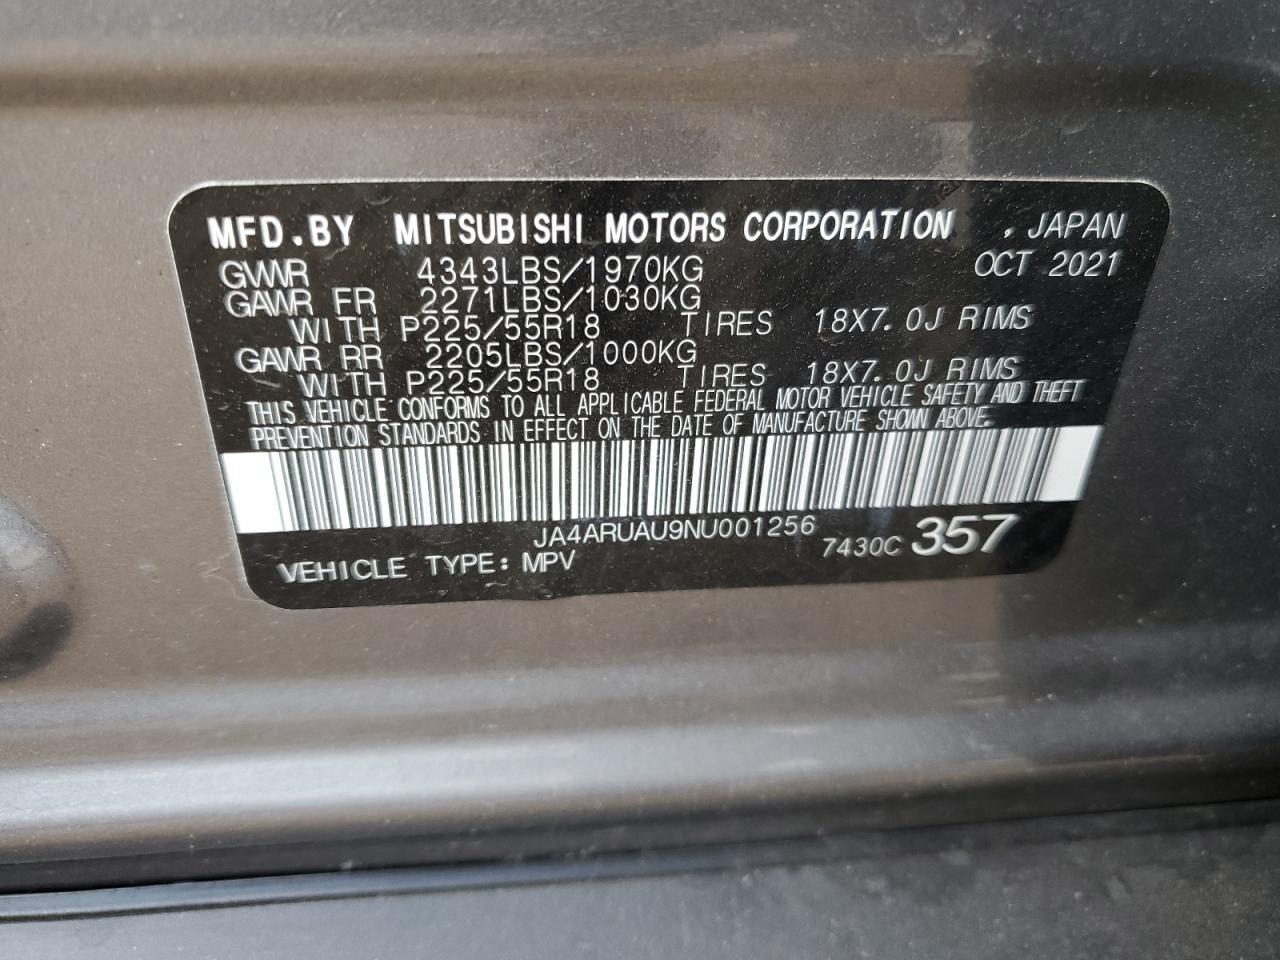 MFD.BY MITSUBISHI MOTORS CORPORATION , JAPAN
GVWR 4343LBS/1970KG OCT 2021
GAWR FR 2271LBS/1030KG
WITH P225/55R18 TIRES 18X7.0J RIMS
GAWR RR 2205LBS/1000KG
WITH P225/55R18 TIRES 18X7.0J RIMS
THIS VEHICLE CONFORMS TO ALL APPLICABLE FEDERAL MOTOR VEHICLE SAFETY AND THEFT
PREVENTION STANDARDS IN EFFECT ON THE DATE OF MANUFACTURE SHOWN ABOVE.
JA4ARUAU9NU001256
VEHICLE TYPE: MPV 7430C 357